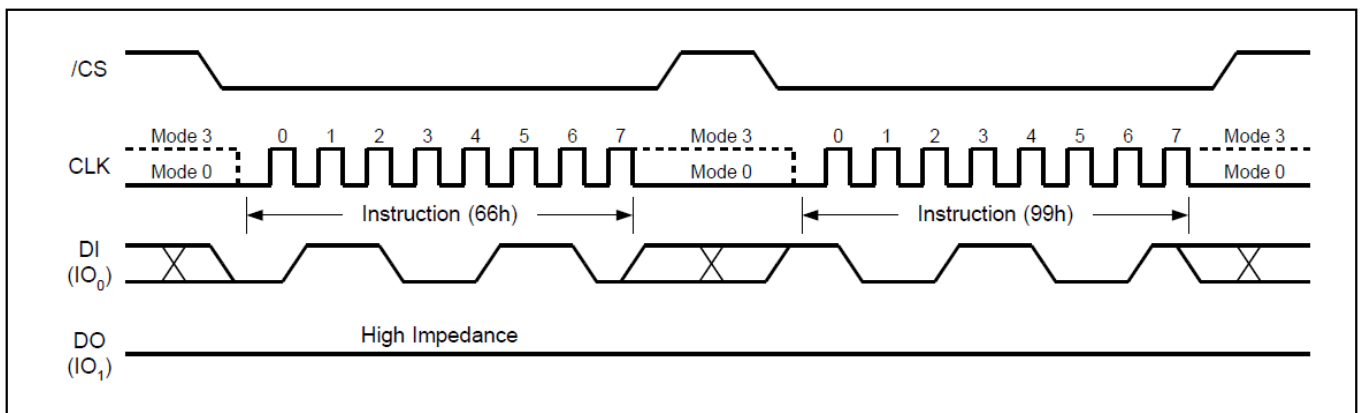 /CS
Mode 3 0 1 2 3 4 5 6 7 Mode 3 0 1 2 3 4 5 6 7 Mode 3
CLK
Mode 0 Mode 0 Mode 0
Instruction (66h) Instruction (99h)
DI
(IO0)
DO High Impedance
(IO1)